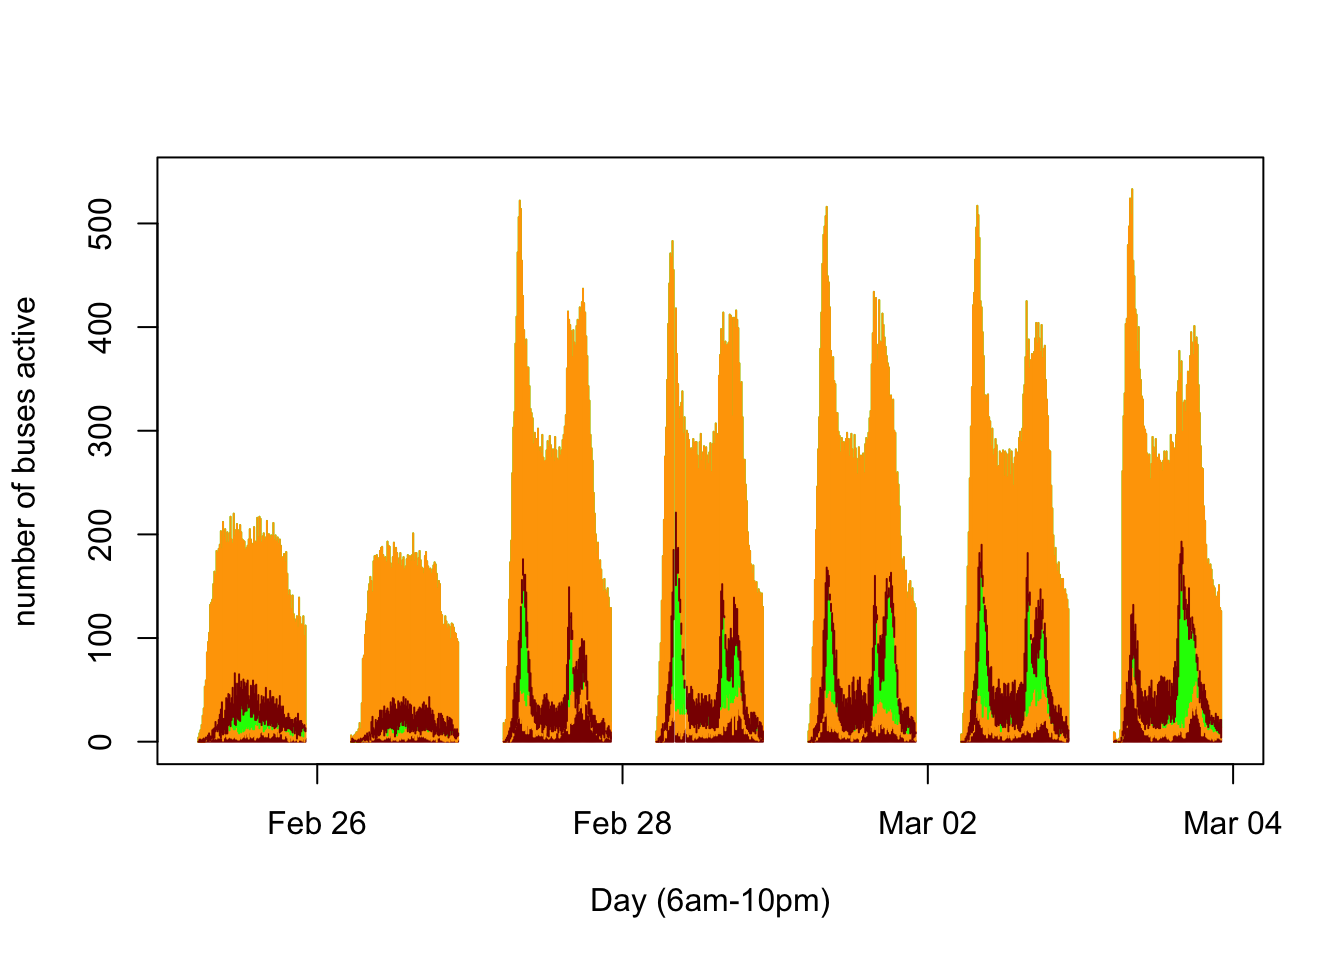 number of buses active
500
400
300
200
100
0
Feb 26
Feb 28
Mar 02
Mar 04
Day (6am-10pm)